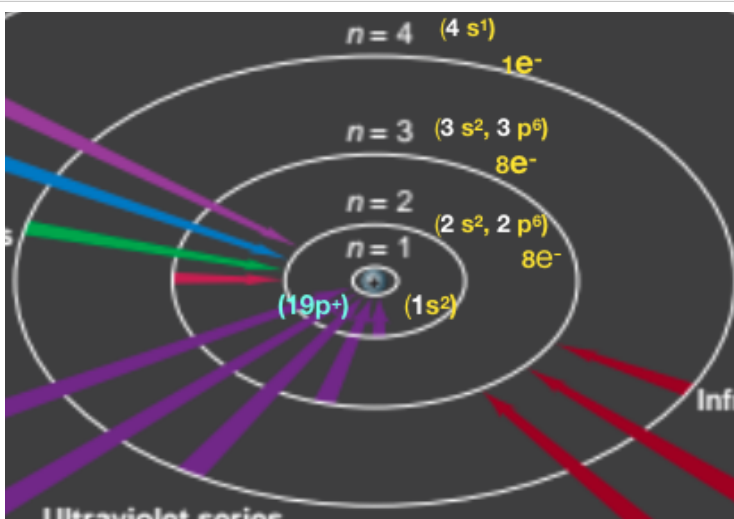 n = 4 (4 s¹)
1e⁻
n = 3 (3 s², 3 p⁶)
8e⁻
n = 2
(2 s², 2 p⁶)
n = 1
8e⁻
(19p⁺) (1s²)
Ultraviolet series